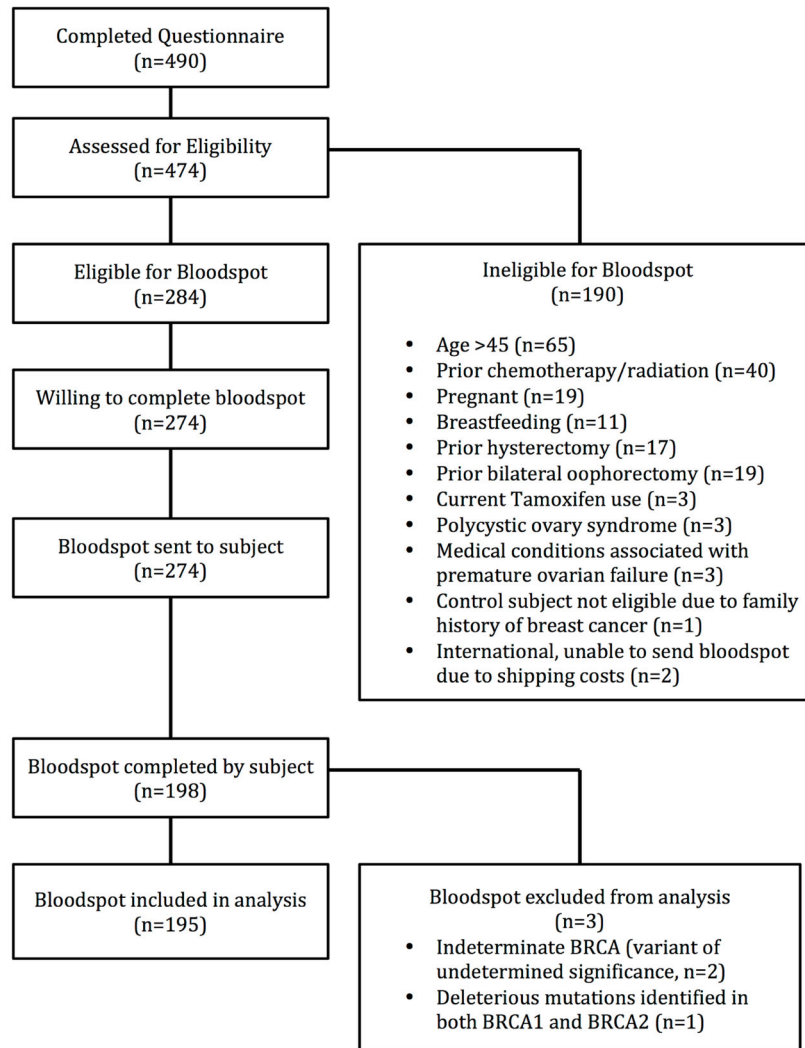 Completed Questionnaire
(n=490)
Assessed for Eligibility
(n=474)
Eligible for Bloodspot
(n=284)
Willing to complete bloodspot
(n=274)
Bloodspot sent to subject
(n=274)
Ineligible for Bloodspot
(n=190)
• Age >45 (n=65)
• Prior chemotherapy/radiation (n=40)
• Pregnant (n=19)
• Breastfeeding (n=11)
• Prior hysterectomy (n=17)
• Prior bilateral oophorectomy (n=19)
• Current Tamoxifen use (n=3)
• Polycystic ovary syndrome (n=3)
• Medical conditions associated with
premature ovarian failure (n=3)
• Control subject not eligible due to family
history of breast cancer (n=1)
• International, unable to send bloodspot
due to shipping costs (n=2)
Bloodspot completed by subject
(n=198)
Bloodspot included in analysis
(n=195)
Bloodspot excluded from analysis
(n=3)
• Indeterminate BRCA (variant of
undetermined significance, n=2)
• Deleterious mutations identified in
both BRCA1 and BRCA2 (n=1)